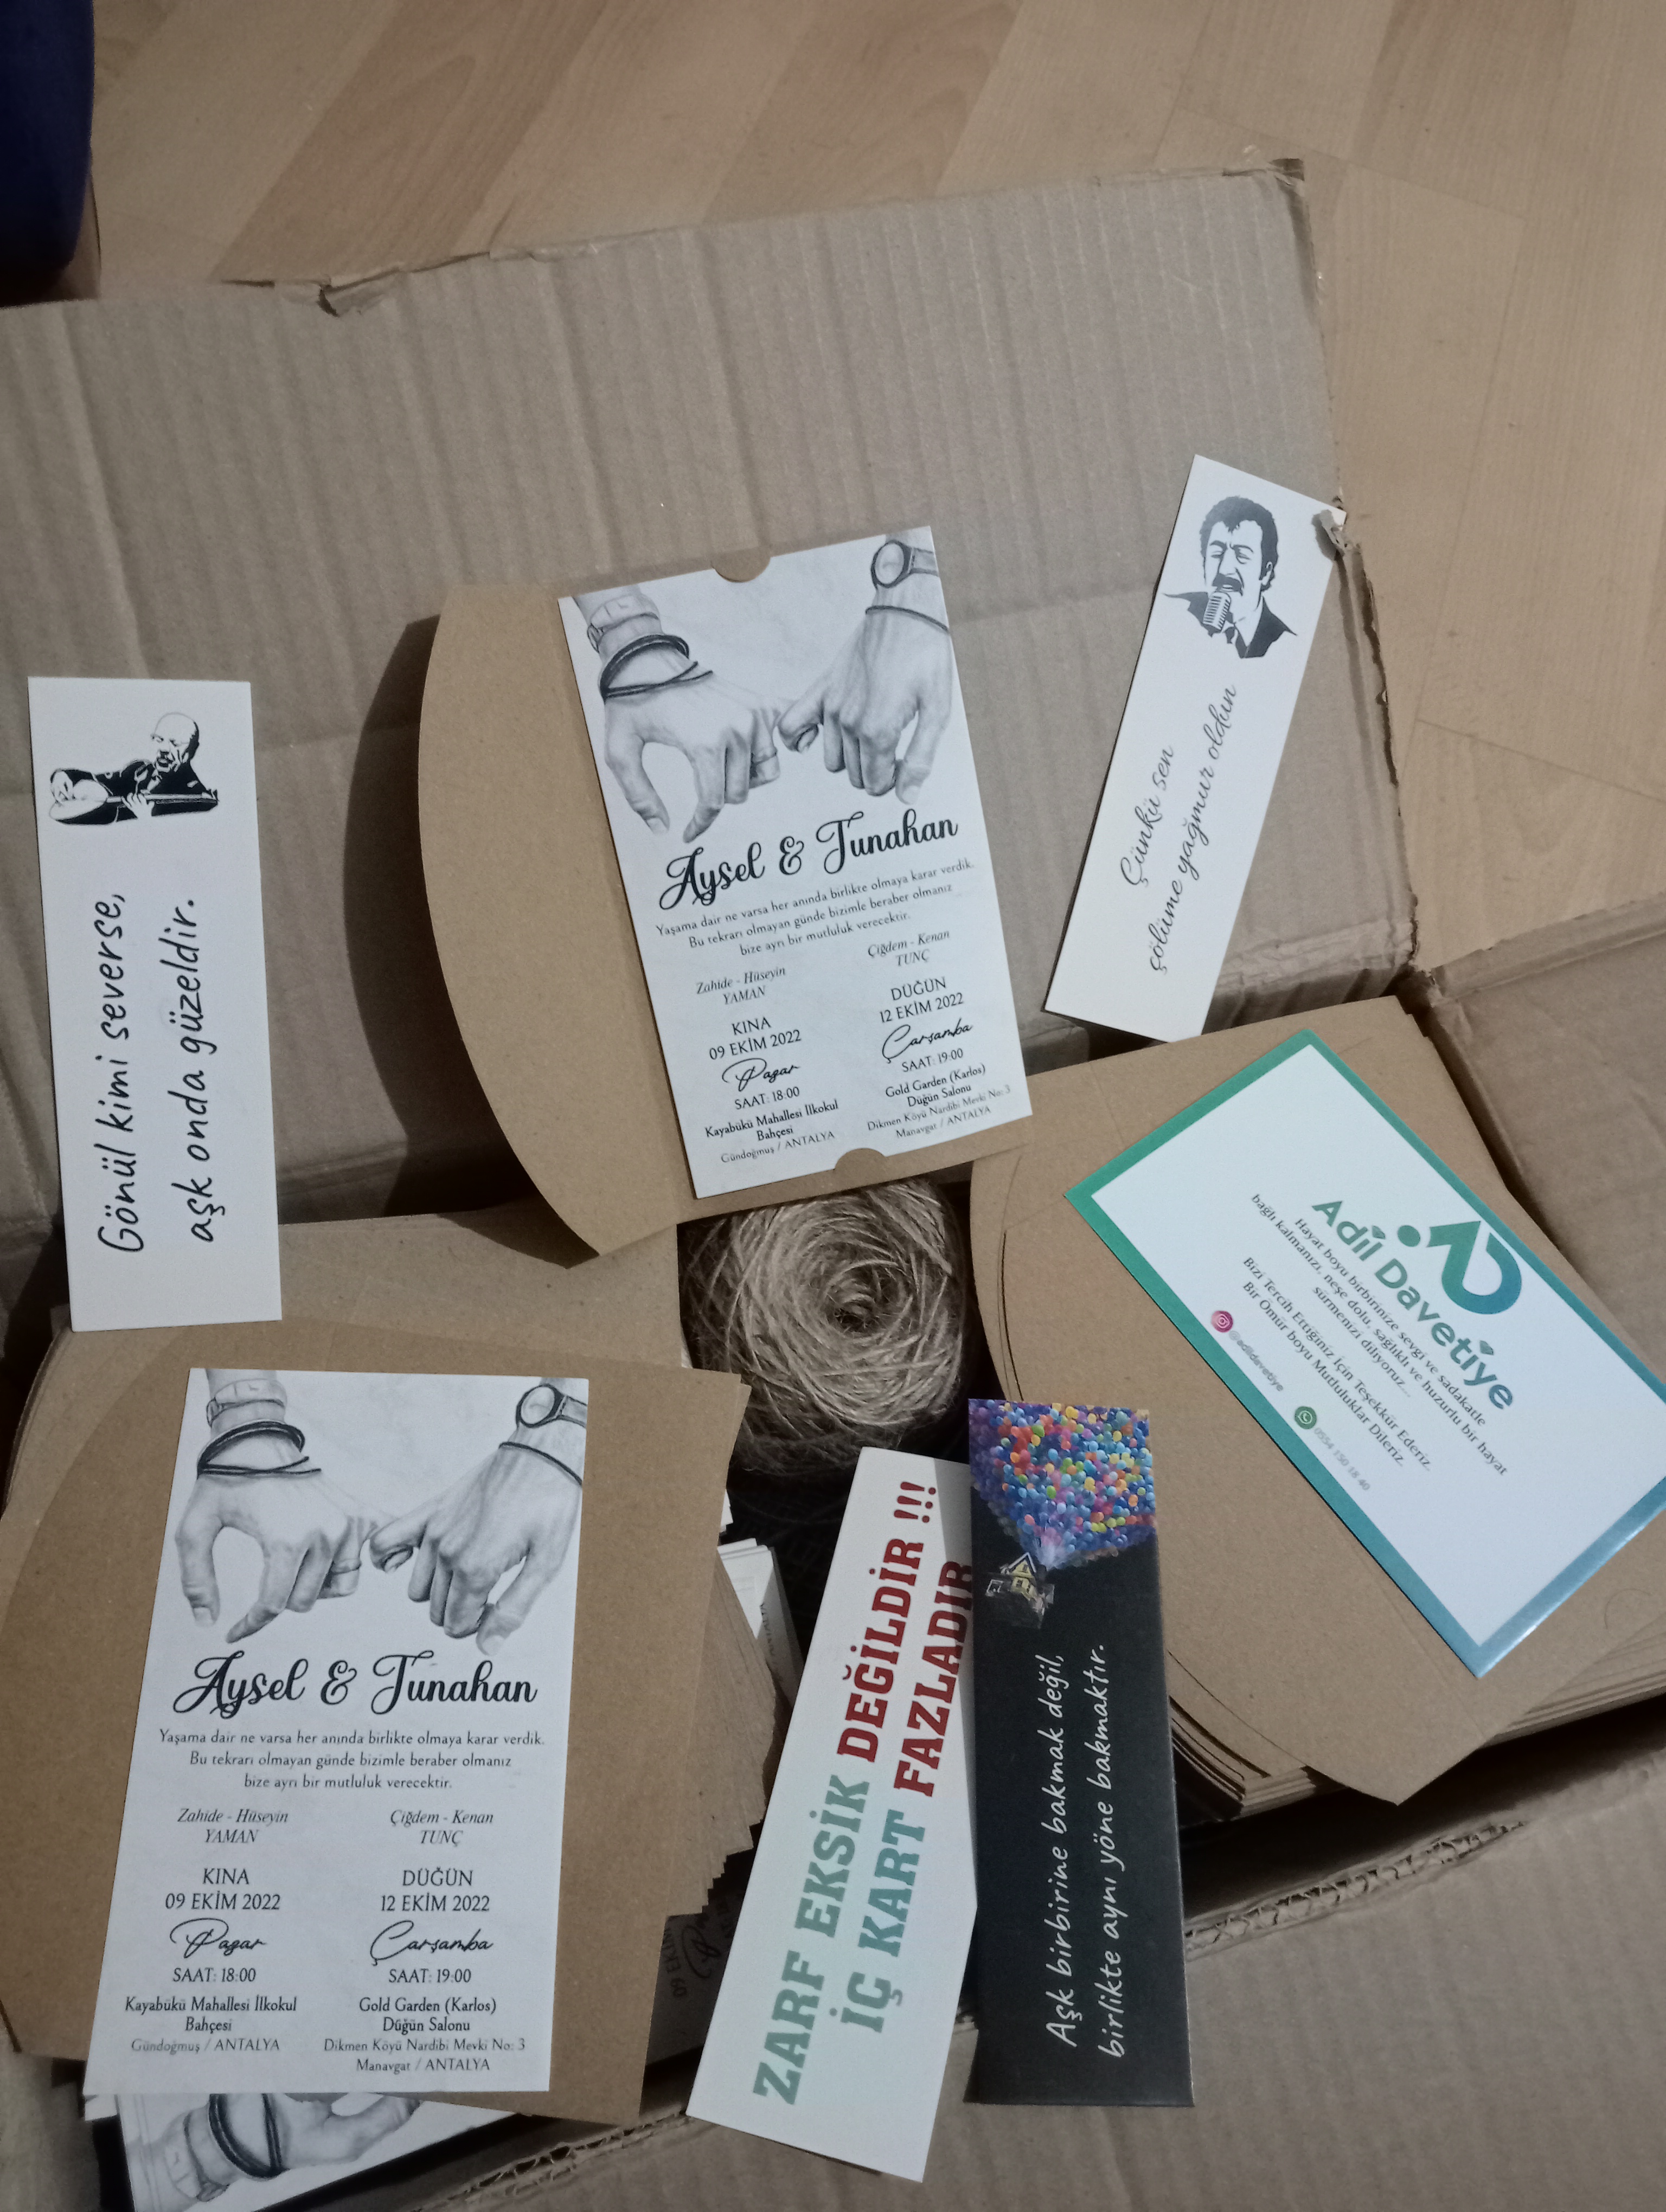 Gönül kimi severse,
aşk onda güzeldir.
Aysel & Tunahan
Yaşama dair ne varsa her anında birlikte olmaya karar verdik.
Bu tekrarı olmayan günde bizimle beraber olmanız
bize ayrı bir mutluluk verecektir.
Zahide - Hüseyin
YAMAN
KINA
09 EKİM 2022
Pazar
SAAT: 18:00
Kayabükü Mahallesi İlkokul
Bahçesi
Gündoğmuş / ANTALYA
Çiğdem - Kenan
TUNÇ
DÜĞÜN
12 EKİM 2022
Çarşamba
SAAT: 19:00
Gold Garden (Karlos)
Düğün Salonu
Dikmen Köyü Nardibi Mevki No: 3
Manavgat / ANTALYA
Çünkü sen
çölüme yağmur oldun
Adil Davetiye
Hayat boyu birbirinize sevgi ve sadakatle
bağlı kalmanızı, neşe dolu, sağlıklı ve huzurlu bir hayat
sürmenizi diliyoruz...
Bizi Tercih Ettiğiniz İçin Teşekkür Ederiz.
Bir Ömür boyu Mutluluklar Dileriz.
@adildavetiye
0554 150 18 40
Aysel & Tunahan
Yaşama dair ne varsa her anında birlikte olmaya karar verdik.
Bu tekrarı olmayan günde bizimle beraber olmanız
bize ayrı bir mutluluk verecektir.
Zahide - Hüseyin
YAMAN
KINA
09 EKİM 2022
Pazar
SAAT: 18:00
Kayabükü Mahallesi İlkokul
Bahçesi
Gündoğmuş / ANTALYA
Çiğdem - Kenan
TUNÇ
DÜĞÜN
12 EKİM 2022
Çarşamba
SAAT: 19:00
Gold Garden (Karlos)
Düğün Salonu
Dikmen Köyü Nardibi Mevki No: 3
Manavgat / ANTALYA
ZARF EKSİK DEĞİLDİR !!!
İÇ KART FAZLADIR
Aşk birbirine bakmak değil,
birlikte aynı yöne bakmaktır.
09 EKİM